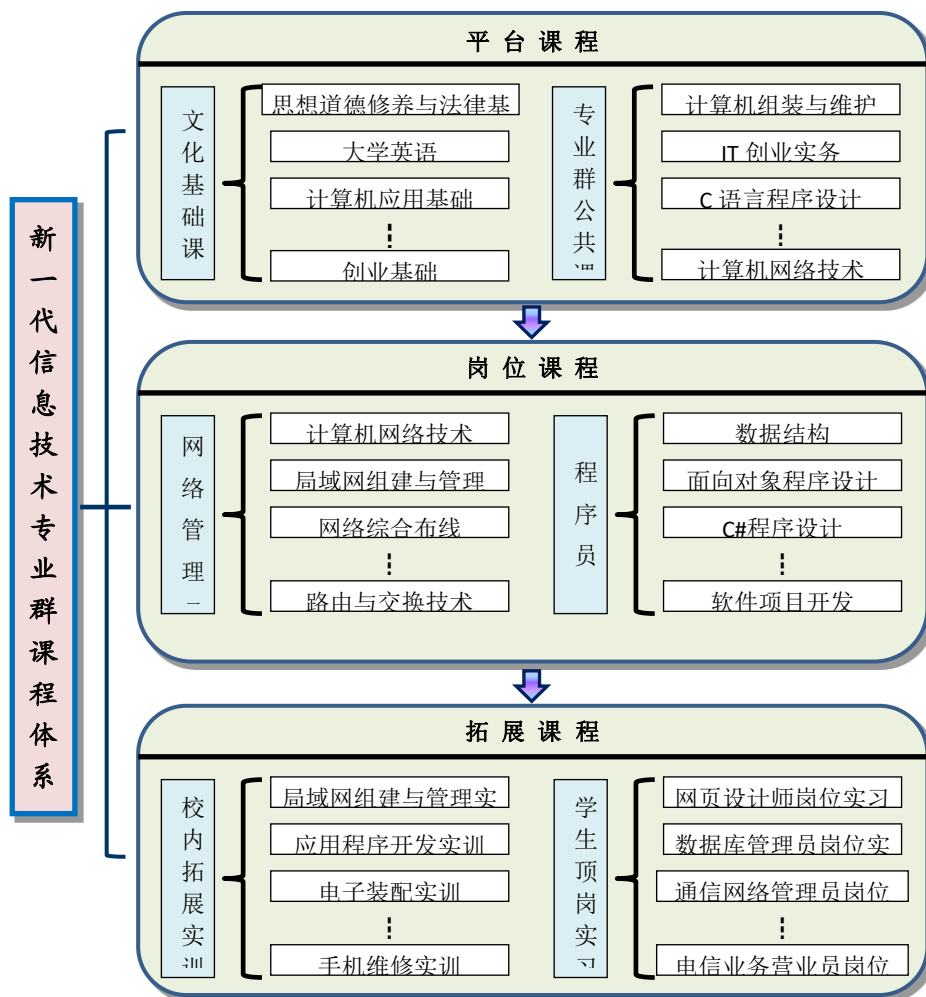 新一代信息技术专业群课程体系
平台课程
文化基础课
思想道德修养与法律基
大学英语
计算机应用基础
创业基础
专业群公共课
计算机组装与维护
IT 创业实务
C 语言程序设计
计算机网络技术
岗位课程
网络管理
计算机网络技术
局域网组建与管理
网络综合布线
路由与交换技术
程序员
数据结构
面向对象程序设计
C#程序设计
软件项目开发
拓展课程
校内拓展实训
局域网组建与管理实
应用程序开发实训
电子装配实训
手机维修实训
学生顶岗实习
网页设计师岗位实习
数据库管理员岗位实
通信网络管理员岗位
电信业务营业员岗位